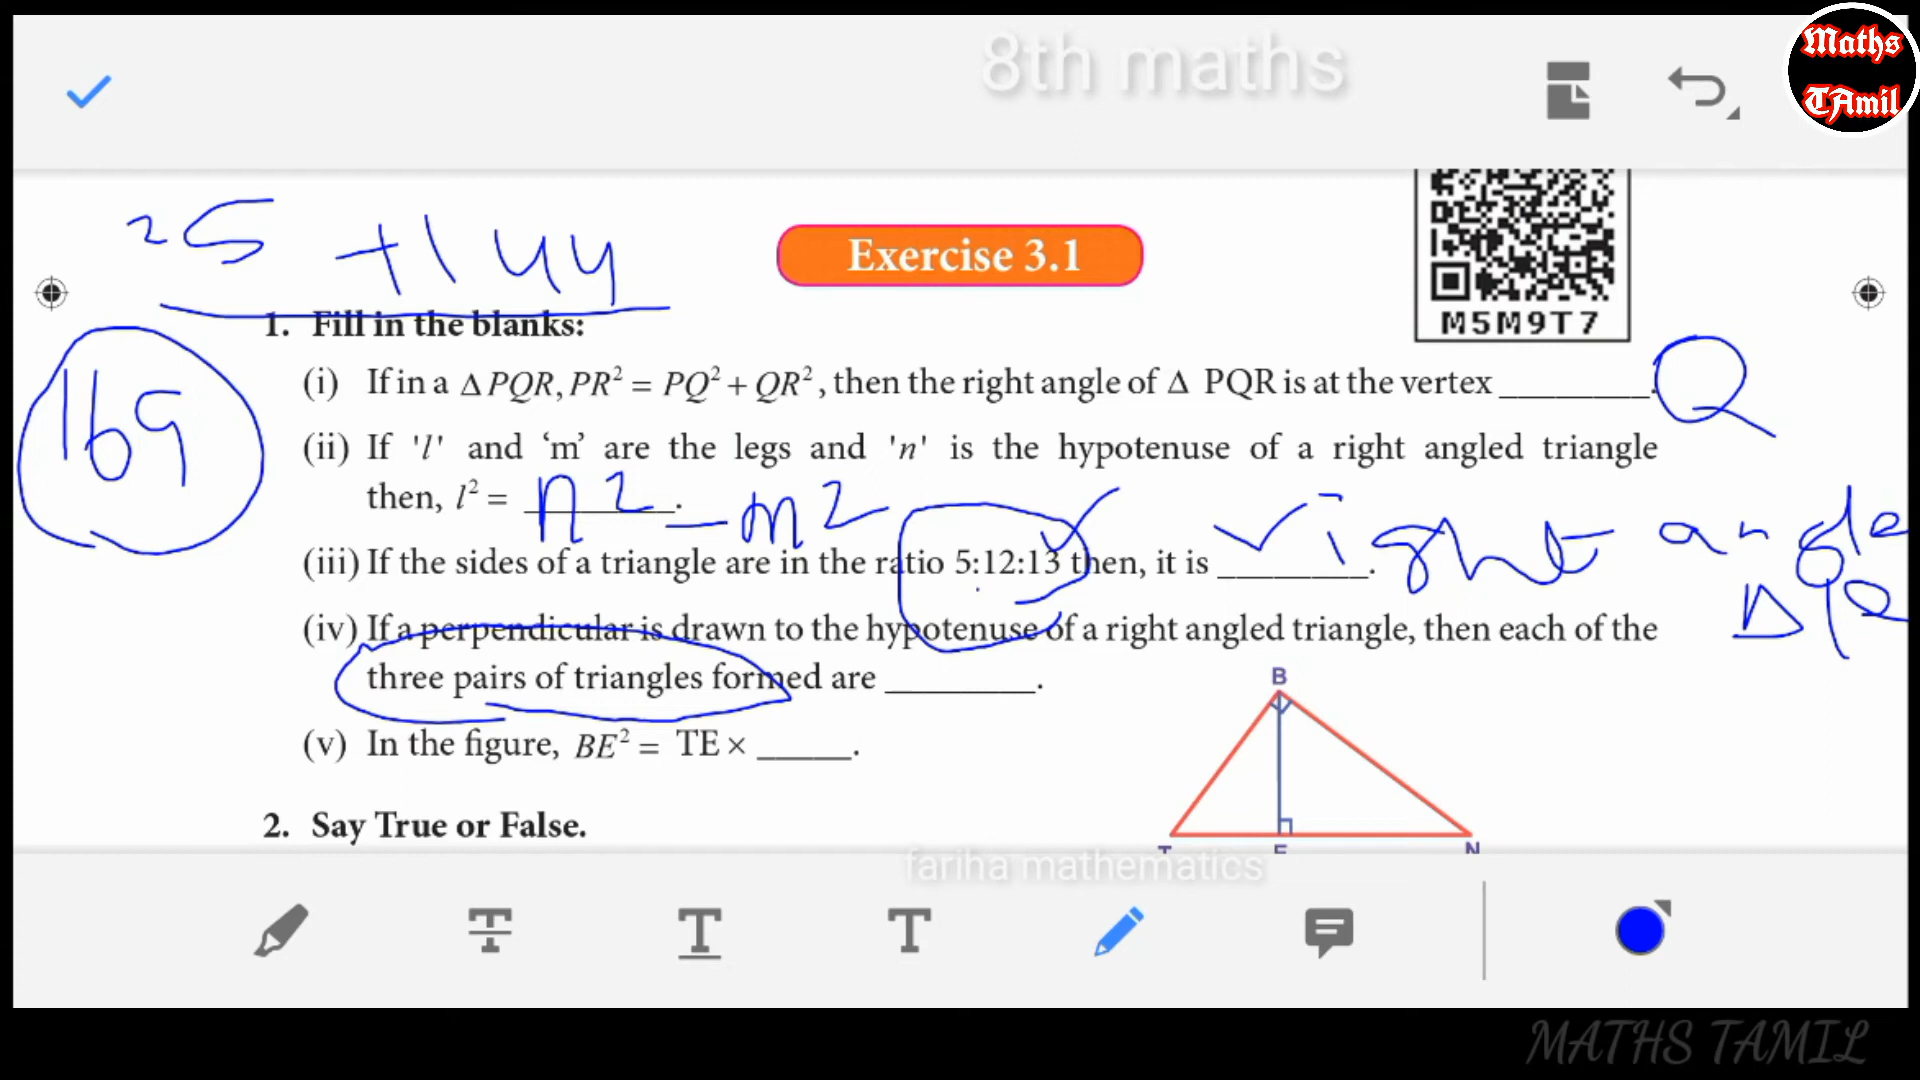 8th maths
Maths
TAmil
25 +144
Exercise 3.1
M5M9T7
1. Fill in the blanks:
169
(i) If in a Δ PQR, PR² = PQ² + QR², then the right angle of Δ PQR is at the vertex ________. Q
(ii) If 'l' and ‘m’ are the legs and 'n' is the hypotenuse of a right angled triangle
then, l² = ________. n² – m²
(iii) If the sides of a triangle are in the ratio 5:12:13 then, it is ________. right angle
Δ
(iv) If a perpendicular is drawn to the hypotenuse of a right angled triangle, then each of the
three pairs of triangles formed are ________.
B
(v) In the figure, BE² = TE × _____.
2. Say True or False.
T E N
fariha mathematics
T T T
MATHS TAMIL